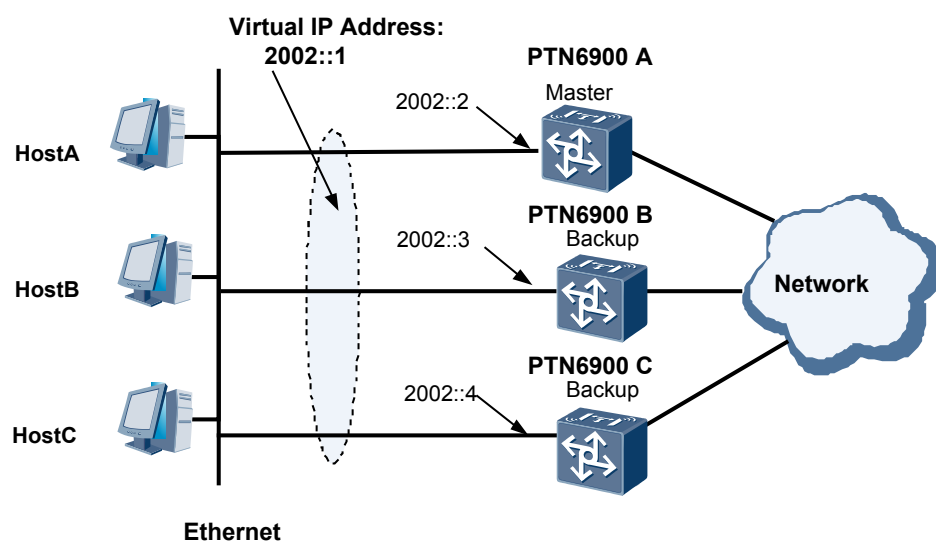 Virtual IP Address:
2002::1
PTN6900 A
Master
2002::2
HostA
PTN6900 B
Backup
2002::3
HostB
Network
PTN6900 C
Backup
2002::4
HostC
Ethernet